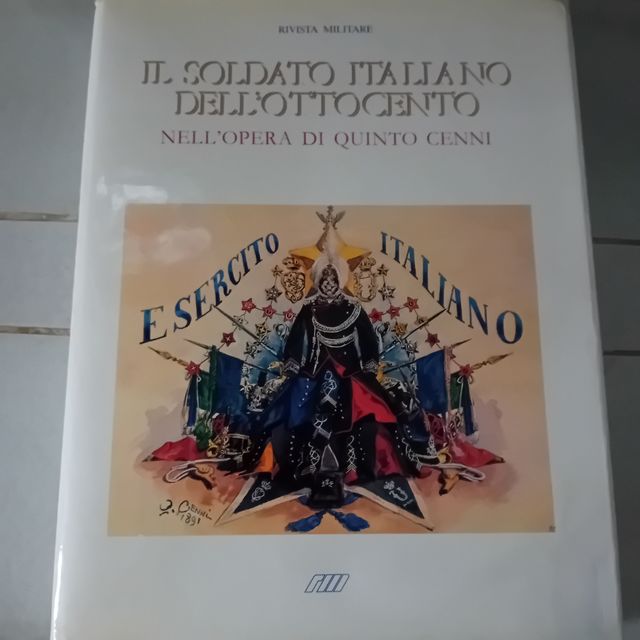 RIVISTA MILITARE
IL SOLDATO ITALIANO
DELL'OTTOCENTO
NELL'OPERA DI QUINTO CENNI
ESERCITO ITALIANO
Q. CENNI
1891
rm